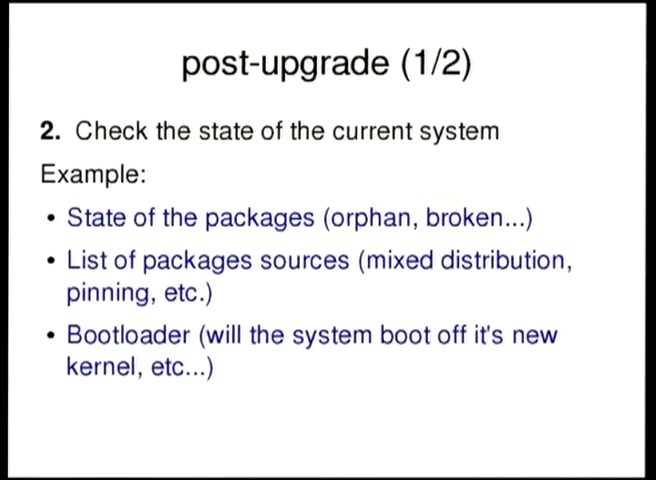 post-upgrade (1/2)
2. Check the state of the current system
Example:
• State of the packages (orphan, broken...)
• List of packages sources (mixed distribution,
pinning, etc.)
• Bootloader (will the system boot off it's new
kernel, etc...)